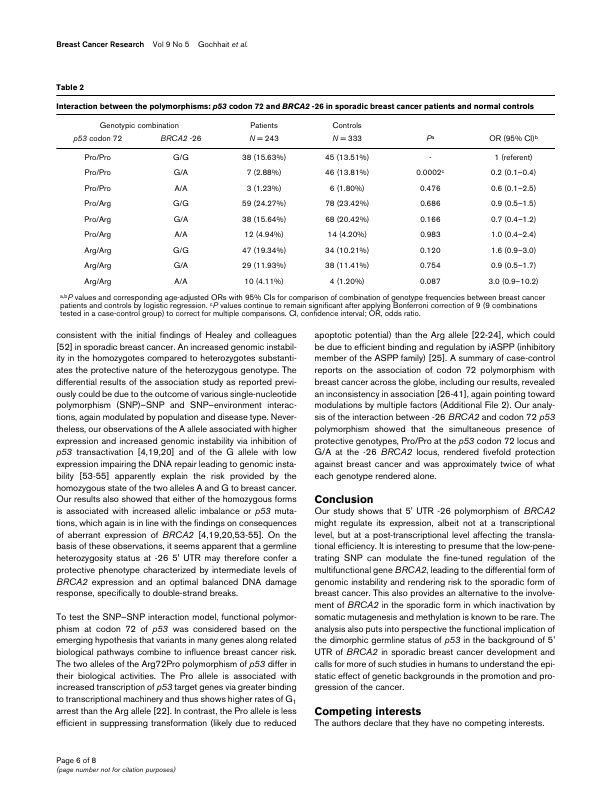 Breast Cancer Research Vol 9 No 5 Gochhait et al.
Table 2
Interaction between the polymorphisms: p53 codon 72 and BRCA2 -26 in sporadic breast cancer patients and normal controls
Genotypic combination Patients Controls
p53 codon 72 BRCA2 -26 N = 243 N = 333 Pᵃ OR (95% CI)ᵇ
Pro/Pro G/G 38 (15.63%) 45 (13.51%) - 1 (referent)
Pro/Pro G/A 7 (2.88%) 46 (13.81%) 0.0002ᶜ 0.2 (0.1–0.4)
Pro/Pro A/A 3 (1.23%) 6 (1.80%) 0.476 0.6 (0.1–2.5)
Pro/Arg G/G 59 (24.27%) 78 (23.42%) 0.686 0.9 (0.5–1.5)
Pro/Arg G/A 38 (15.64%) 68 (20.42%) 0.166 0.7 (0.4–1.2)
Pro/Arg A/A 12 (4.94%) 14 (4.20%) 0.983 1.0 (0.4–2.4)
Arg/Arg G/G 47 (19.34%) 34 (10.21%) 0.120 1.6 (0.9–3.0)
Arg/Arg G/A 29 (11.93%) 38 (11.41%) 0.754 0.9 (0.5–1.7)
Arg/Arg A/A 10 (4.11%) 4 (1.20%) 0.087 3.0 (0.9–10.2)
ᵃ,ᵇP values and corresponding age-adjusted ORs with 95% CIs for comparison of combination of genotype frequencies between breast cancer
patients and controls by logistic regression. ᶜP values continue to remain significant after applying Bonferroni correction of 9 (9 combinations
tested in a case-control group) to correct for multiple comparisons. CI, confidence interval; OR, odds ratio.
consistent with the initial findings of Healey and colleagues
[52] in sporadic breast cancer. An increased genomic instabil-
ity in the homozygotes compared to heterozygotes substanti-
ates the protective nature of the heterozygous genotype. The
differential results of the association study as reported previ-
ously could be due to the outcome of various single-nucleotide
polymorphism (SNP)–SNP and SNP–environment interac-
tions, again modulated by population and disease type. Never-
theless, our observations of the A allele associated with higher
expression and increased genomic instability via inhibition of
p53 transactivation [4,19,20] and of the G allele with low
expression impairing the DNA repair leading to genomic insta-
bility [53-55] apparently explain the risk provided by the
homozygous state of the two alleles A and G to breast cancer.
Our results also showed that either of the homozygous forms
is associated with increased allelic imbalance or p53 muta-
tions, which again is in line with the findings on consequences
of aberrant expression of BRCA2 [4,19,20,53-55]. On the
basis of these observations, it seems apparent that a germline
heterozygosity status at -26 5′ UTR may therefore confer a
protective phenotype characterized by intermediate levels of
BRCA2 expression and an optimal balanced DNA damage
response, specifically to double-strand breaks.
To test the SNP–SNP interaction model, functional polymor-
phism at codon 72 of p53 was considered based on the
emerging hypothesis that variants in many genes along related
biological pathways combine to influence breast cancer risk.
The two alleles of the Arg72Pro polymorphism of p53 differ in
their biological activities. The Pro allele is associated with
increased transcription of p53 target genes via greater binding
to transcriptional machinery and thus shows higher rates of G₁
arrest than the Arg allele [22]. In contrast, the Pro allele is less
efficient in suppressing transformation (likely due to reduced
apoptotic potential) than the Arg allele [22-24], which could
be due to efficient binding and regulation by iASPP (inhibitory
member of the ASPP family) [25]. A summary of case-control
reports on the association of codon 72 polymorphism with
breast cancer across the globe, including our results, revealed
an inconsistency in association [26-41], again pointing toward
modulations by multiple factors (Additional File 2). Our analy-
sis of the interaction between -26 BRCA2 and codon 72 p53
polymorphism showed that the simultaneous presence of
protective genotypes, Pro/Pro at the p53 codon 72 locus and
G/A at the -26 BRCA2 locus, rendered fivefold protection
against breast cancer and was approximately twice of what
each genotype rendered alone.
Conclusion
Our study shows that 5′ UTR -26 polymorphism of BRCA2
might regulate its expression, albeit not at a transcriptional
level, but at a post-transcriptional level affecting the transla-
tional efficiency. It is interesting to presume that the low-pene-
trating SNP can modulate the fine-tuned regulation of the
multifunctional gene BRCA2, leading to the differential form of
genomic instability and rendering risk to the sporadic form of
breast cancer. This also provides an alternative to the involve-
ment of BRCA2 in the sporadic form in which inactivation by
somatic mutagenesis and methylation is known to be rare. The
analysis also puts into perspective the functional implication of
the dimorphic germline status of p53 in the background of 5′
UTR of BRCA2 in sporadic breast cancer development and
calls for more of such studies in humans to understand the epi-
static effect of genetic backgrounds in the promotion and pro-
gression of the cancer.
Competing interests
The authors declare that they have no competing interests.
Page 6 of 8
(page number not for citation purposes)